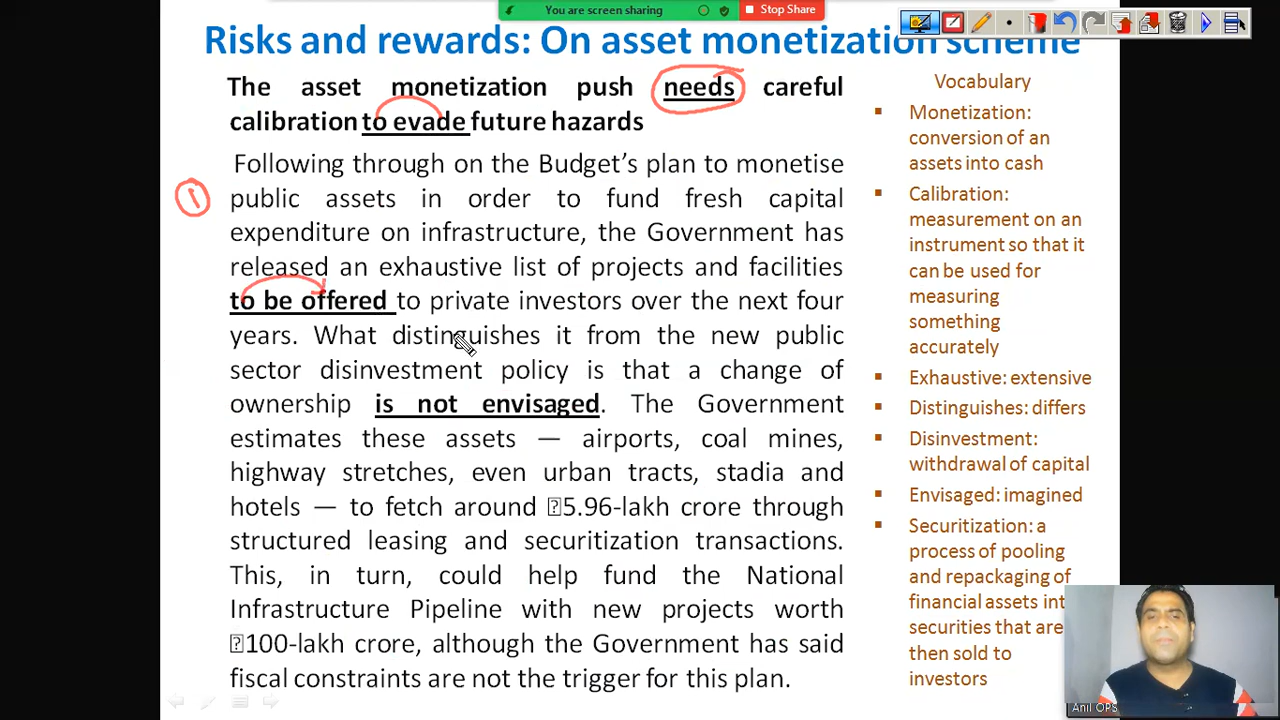 You are screen sharing
Stop Share
Risks and rewards: On asset monetization scheme
The asset monetization push needs careful
calibration to evade future hazards
1
Following through on the Budget's plan to monetise
public assets in order to fund fresh capital
expenditure on infrastructure, the Government has
released an exhaustive list of projects and facilities
to be offered to private investors over the next four
years. What distinguishes it from the new public
sector disinvestment policy is that a change of
ownership is not envisaged. The Government
estimates these assets — airports, coal mines,
highway stretches, even urban tracts, stadia and
hotels — to fetch around 5.96-lakh crore through
structured leasing and securitization transactions.
This, in turn, could help fund the National
Infrastructure Pipeline with new projects worth
100-lakh crore, although the Government has said
fiscal constraints are not the trigger for this plan.
Vocabulary
Monetization:
conversion of an
assets into cash
Calibration:
measurement on an
instrument so that it
can be used for
measuring
something
accurately
Exhaustive: extensive
Distinguishes: differs
Disinvestment:
withdrawal of capital
Envisaged: imagined
Securitization: a
process of pooling
and repackaging of
financial assets int
securities that are
then sold to
investors
Anil OPS